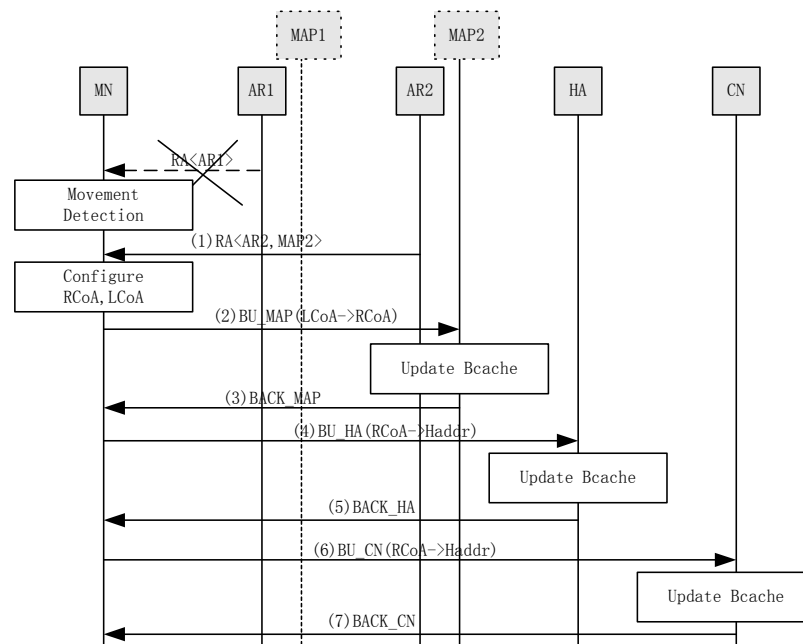 MAP1
MAP2
MN
AR1
AR2
HA
CN
RA<AR1>
Movement
Detection
(1)RA<AR2,MAP2>
Configure
RCoA,LCoA
(2)BU_MAP(LCoA->RCoA)
Update Bcache
(3)BACK_MAP
(4)BU_HA(RCoA->Haddr)
Update Bcache
(5)BACK_HA
(6)BU_CN(RCoA->Haddr)
Update Bcache
(7)BACK_CN